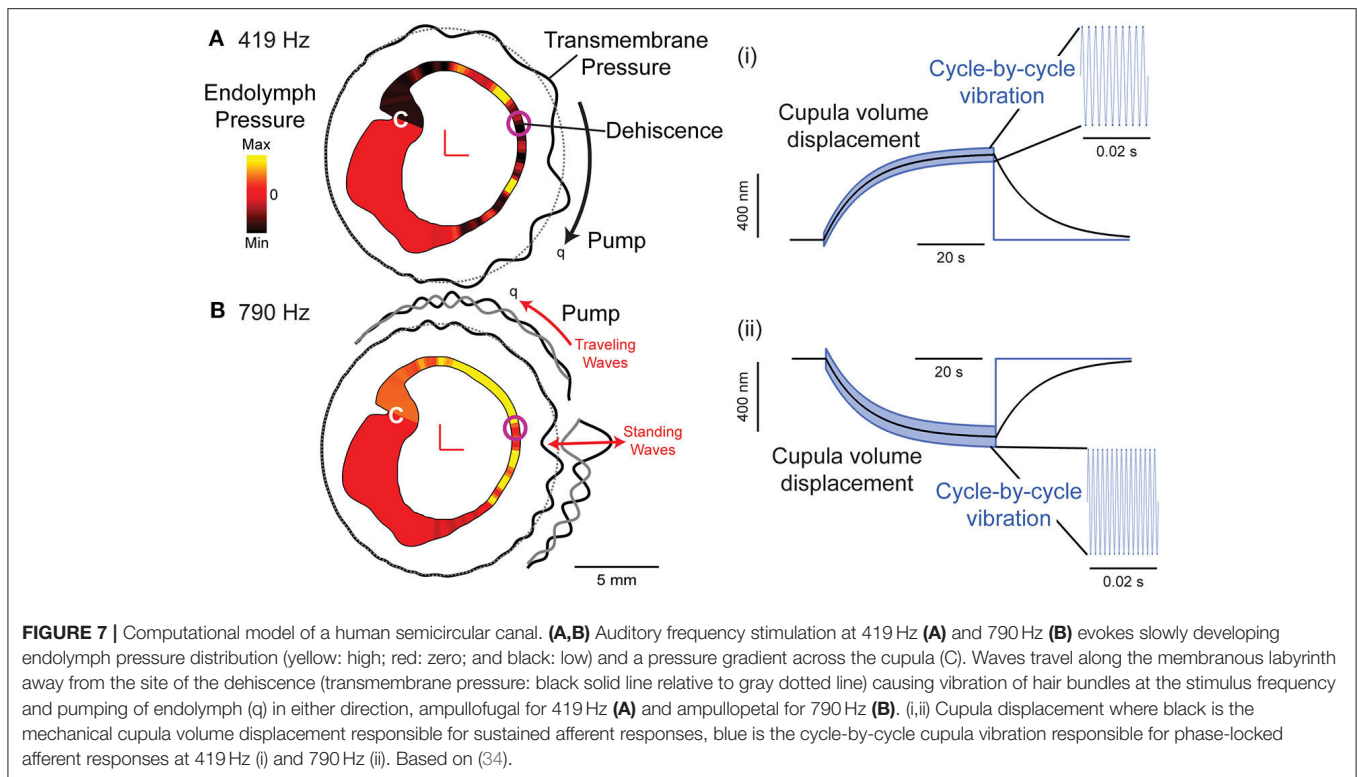 A 419 Hz
Transmembrane
Pressure
Endolymph
Pressure
Max
0
Min
C
Dehiscence
q
Pump
(i)
Cycle-by-cycle
vibration
Cupula volume
displacement
0.02 s
400 nm
20 s
B 790 Hz
q
Pump
Traveling
Waves
C
Standing
Waves
5 mm
(ii)
20 s
400 nm
Cupula volume
displacement
Cycle-by-cycle
vibration
0.02 s
FIGURE 7 | Computational model of a human semicircular canal. (A,B) Auditory frequency stimulation at 419 Hz (A) and 790 Hz (B) evokes slowly developing
endolymph pressure distribution (yellow: high; red: zero; and black: low) and a pressure gradient across the cupula (C). Waves travel along the membranous labyrinth
away from the site of the dehiscence (transmembrane pressure: black solid line relative to gray dotted line) causing vibration of hair bundles at the stimulus frequency
and pumping of endolymph (q) in either direction, ampullofugal for 419 Hz (A) and ampullopetal for 790 Hz (B). (i,ii) Cupula displacement where black is the
mechanical cupula volume displacement responsible for sustained afferent responses, blue is the cycle-by-cycle cupula vibration responsible for phase-locked
afferent responses at 419 Hz (i) and 790 Hz (ii). Based on (34).